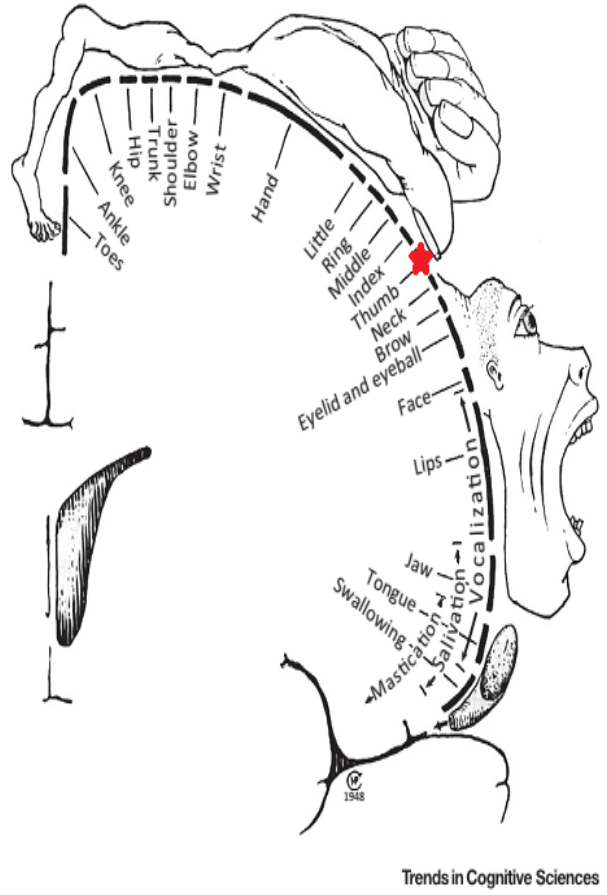 Toes
Ankle
Knee
Hip
Trunk
Shoulder
Elbow
Wrist
Hand
Little
Ring
Middle
Index
Thumb
Neck
Brow
Eyelid and eyeball
Face
Lips
Vocalization
Jaw
Tongue
Swallowing
Salivation
Mastication
HP
1948
Trends in Cognitive Sciences